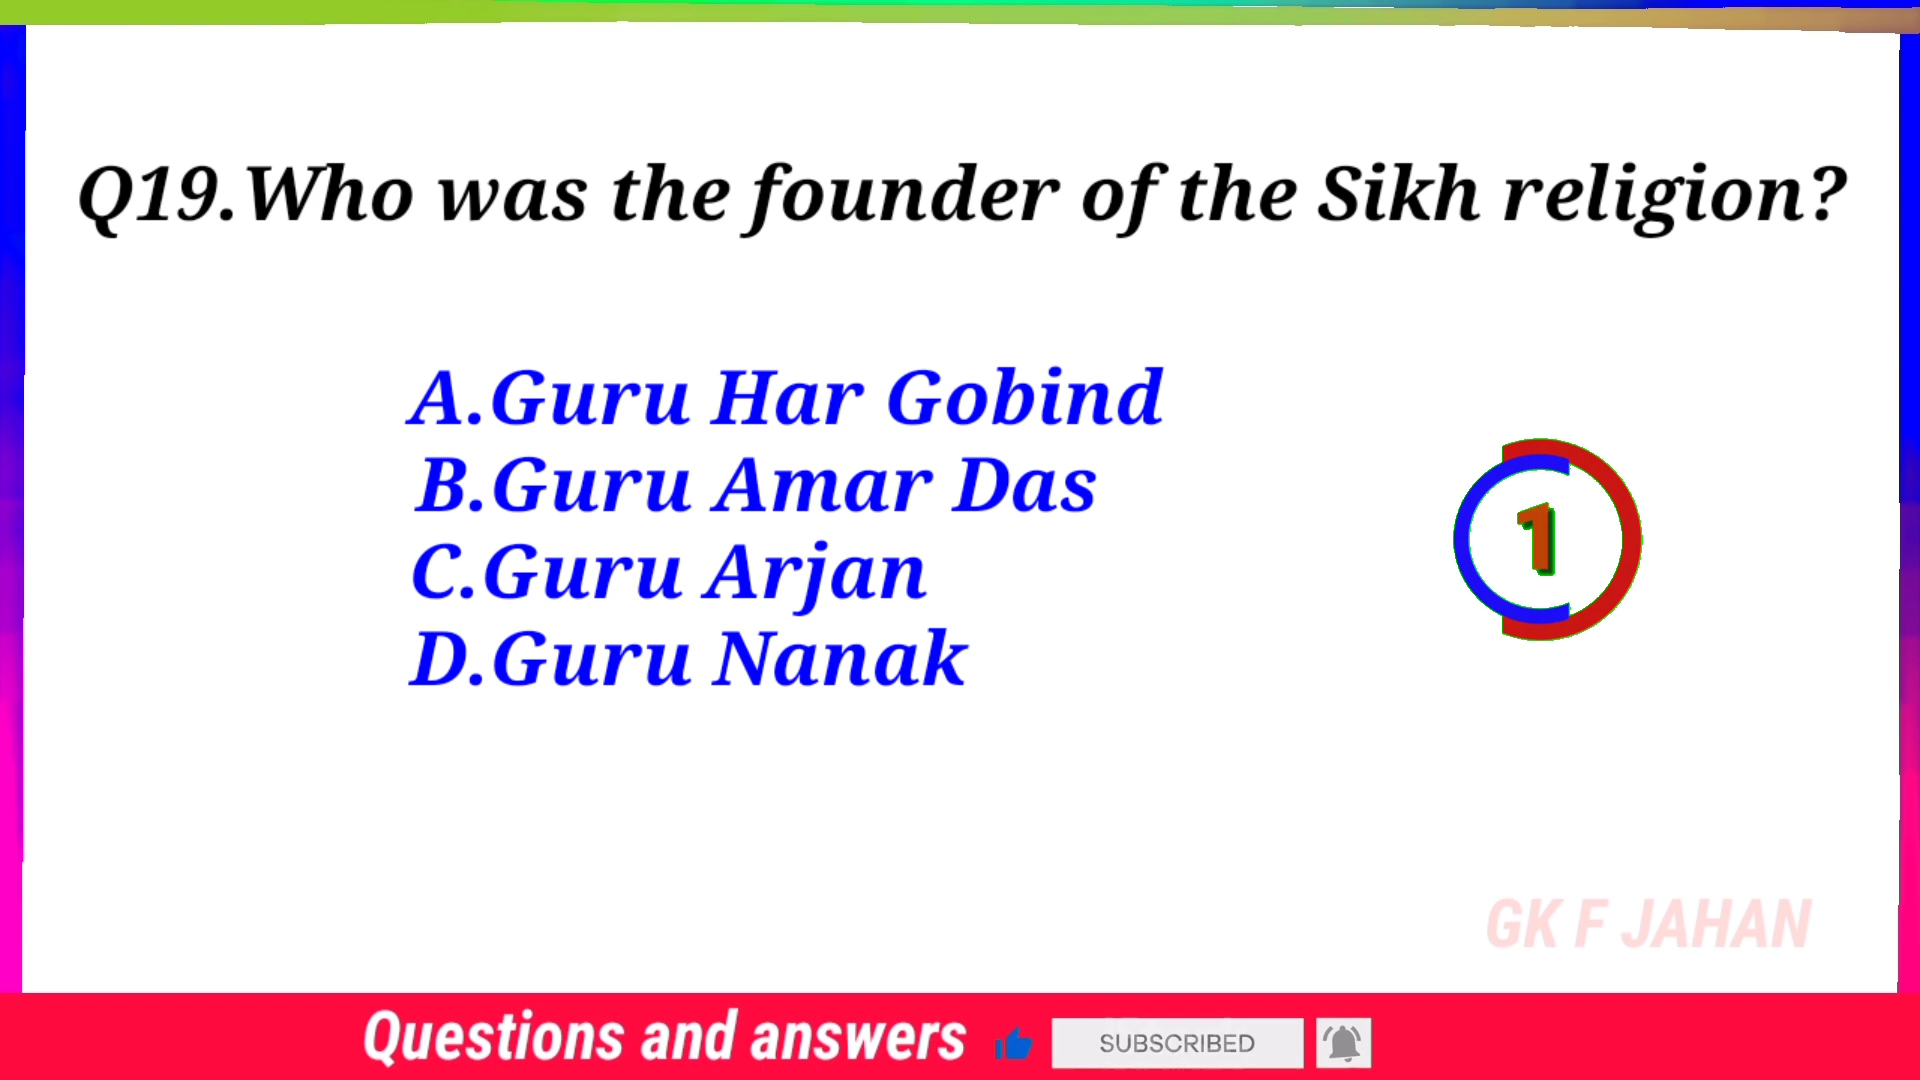 Q19.Who was the founder of the Sikh religion?
A.Guru Har Gobind
B.Guru Amar Das
C.Guru Arjan
D.Guru Nanak
1
GK F JAHAN
Questions and answers
SUBSCRIBED